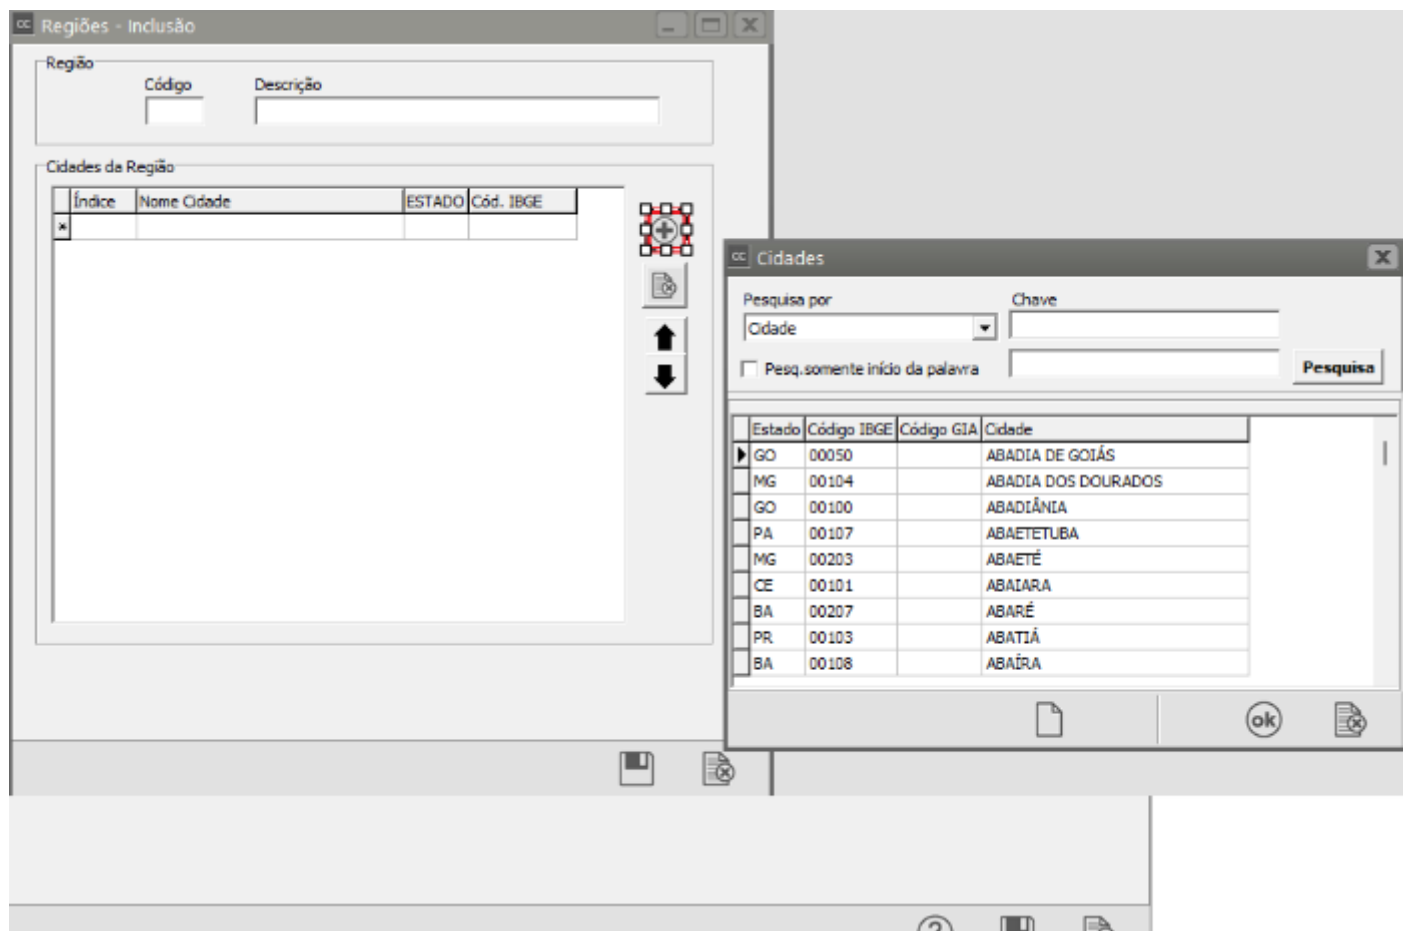 cc Regiões - Inclusão
Região
Código Descrição
Cidades da Região
Índice Nome Cidade ESTADO Cód. IBGE
cc Cidades
Pesquisa por Chave
Cidade
Pesq.somente início da palavra Pesquisa
Estado Código IBGE Código GIA Cidade
GO 00050 ABADIA DE GOIÁS
MG 00104 ABADIA DOS DOURADOS
GO 00100 ABADIÂNIA
PA 00107 ABAETETUBA
MG 00203 ABAETÉ
CE 00101 ABAIARA
BA 00207 ABARÉ
PR 00103 ABATIÁ
BA 00108 ABAÍRA
ok